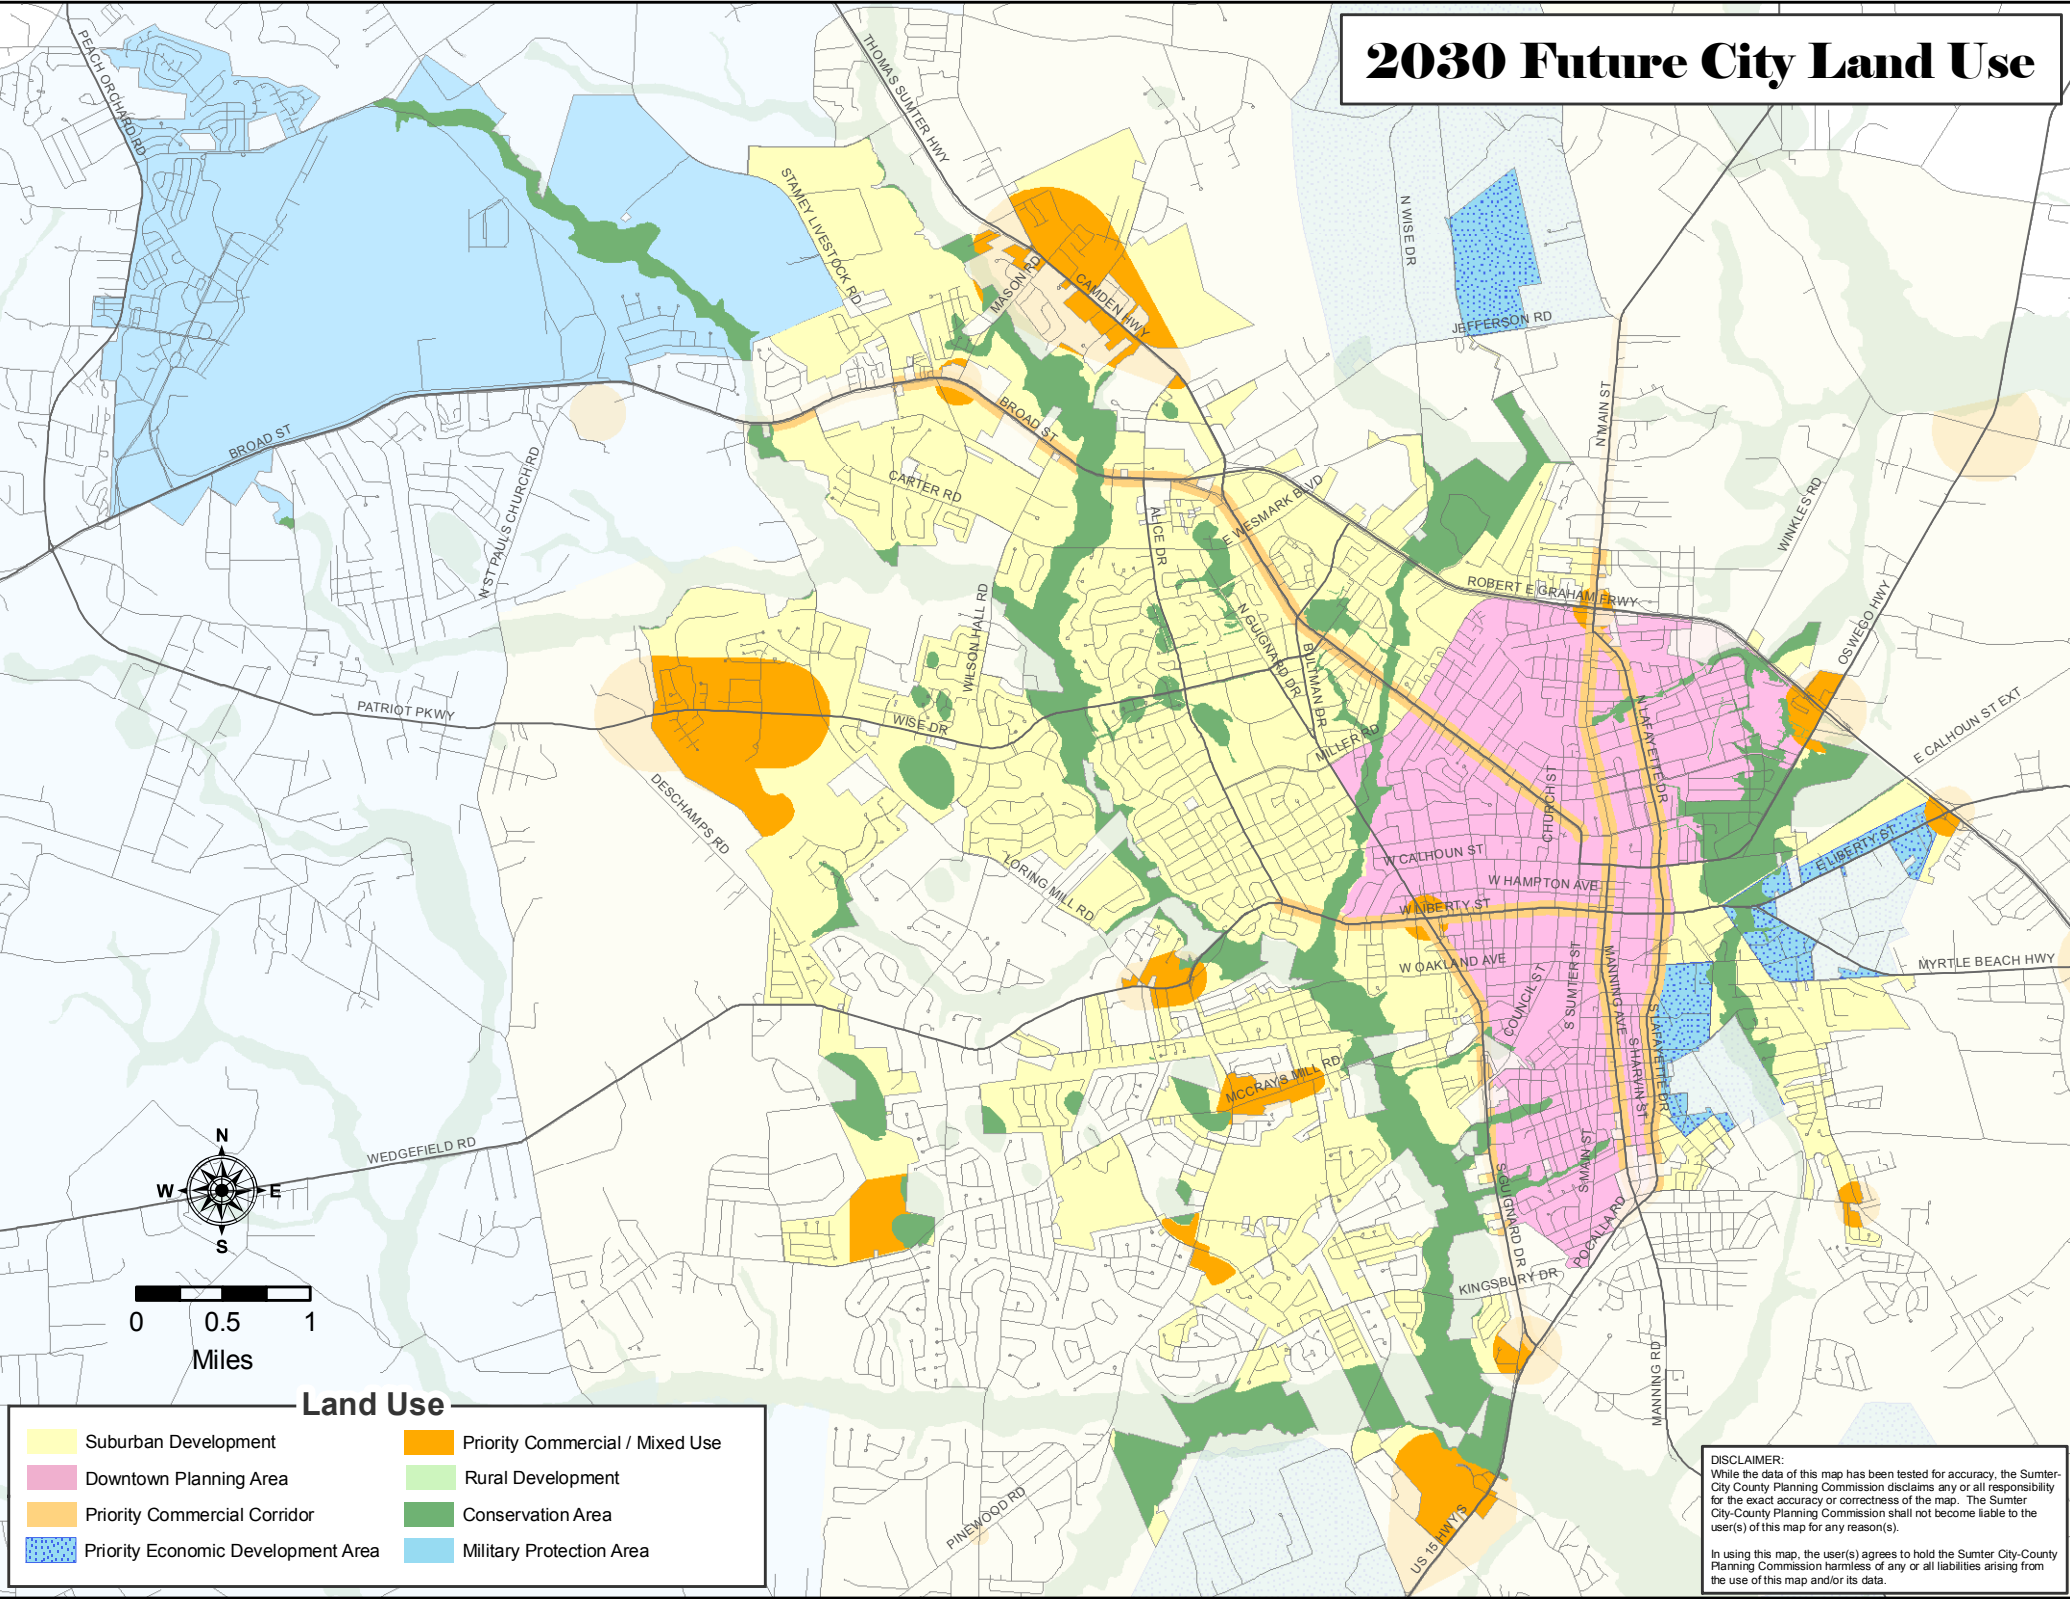 2030 Future City Land Use
PEACH ORCHARD RD
THOMAS SUMTER HWY
STAMEY LIVESTOCK RD
N WISE DR
MASON RD
CAMDEN HWY
JEFFERSON RD
N MAIN ST
BROAD ST
BROAD ST
CARTER RD
E WESMARK BLVD
ALICE DR
WINKLES RD
N ST PAULS CHURCH RD
ROBERT E GRAHAM FRWY
OSWEGO HWY
WILSON HALL RD
N GUIGNARD DR
BULTMAN DR
N LAFAYETTE DR
PATRIOT PKWY
WISE DR
MILLER RD
E CALHOUN ST EXT
DESCHAMPS RD
CHURCH ST
W CALHOUN ST
E LIBERTY ST
LORING MILL RD
W HAMPTON AVE
W LIBERTY ST
W OAKLAND AVE
MYRTLE BEACH HWY
COUNCIL ST
S SUMTER ST
MANNING AVE
S LAFAYETTE DR
S HARVIN ST
MCCRAYS MILL RD
WEDGEFIELD RD
S MAIN ST
S GUIGNARD DR
POCALLA RD
KINGSBURY DR
MANNING RD
PINEWOOD RD
US 15 HWY S
N
W E
S
0 0.5 1
Miles
Land Use
Suburban Development
Downtown Planning Area
Priority Commercial Corridor
Priority Economic Development Area
Priority Commercial / Mixed Use
Rural Development
Conservation Area
Military Protection Area
DISCLAIMER:
While the data of this map has been tested for accuracy, the Sumter-
City County Planning Commission disclaims any or all responsibility
for the exact accuracy or correctness of the map. The Sumter
City-County Planning Commission shall not become liable to the
user(s) of this map for any reason(s).
In using this map, the user(s) agrees to hold the Sumter City-County
Planning Commission harmless of any or all liabilities arising from
the use of this map and/or its data.